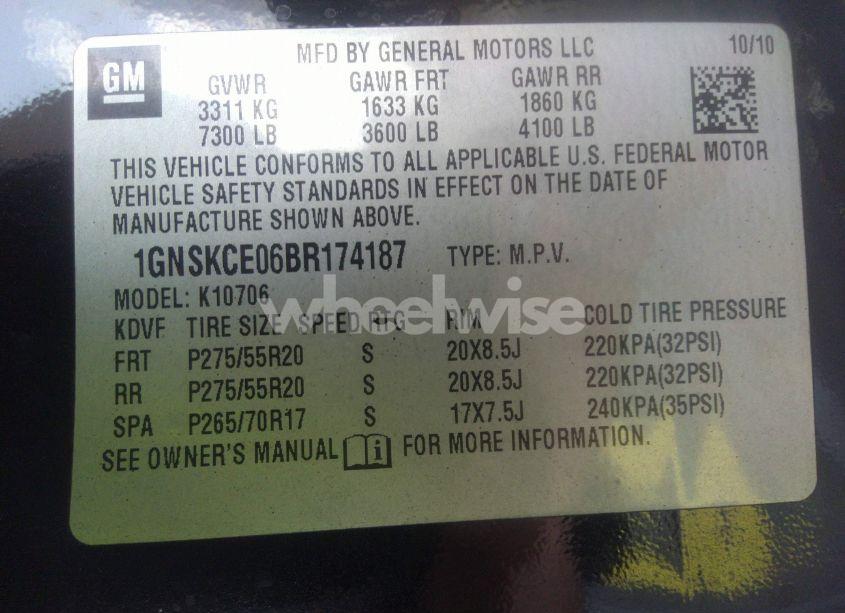 GM
MFD BY GENERAL MOTORS LLC 10/10
GVWR GAWR FRT GAWR RR
3311 KG 1633 KG 1860 KG
7300 LB 3600 LB 4100 LB
THIS VEHICLE CONFORMS TO ALL APPLICABLE U.S. FEDERAL MOTOR
VEHICLE SAFETY STANDARDS IN EFFECT ON THE DATE OF
MANUFACTURE SHOWN ABOVE.
1GNSKCE06BR174187 TYPE: M.P.V.
MODEL: K10706
wheelwise
KDVF TIRE SIZE SPEED RTG RIM COLD TIRE PRESSURE
FRT P275/55R20 S 20X8.5J 220KPA(32PSI)
RR P275/55R20 S 20X8.5J 220KPA(32PSI)
SPA P265/70R17 S 17X7.5J 240KPA(35PSI)
SEE OWNER'S MANUAL i FOR MORE INFORMATION.